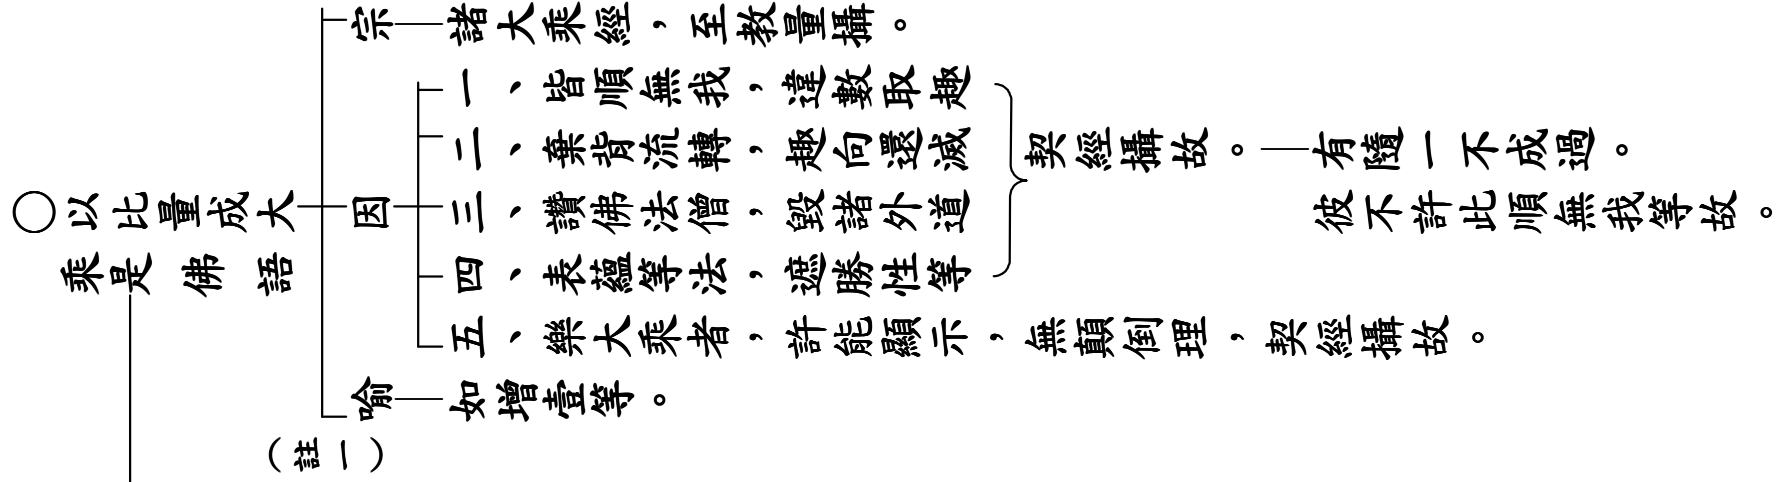 ○以比量成大
乘是佛語
宗
諸大乘經，至教量攝。
因
一、皆順無我，違數取趣
二、棄背流轉，趣向還滅
三、讚佛法僧，毀諸外道
四、表蘊等法，遮勝性等
契經攝故。
有隨一不成過。
彼不許此順無我等故。
五、樂大乘者，許能顯示，無顛倒理，契經攝故。
喻
如增壹等。
（註一）